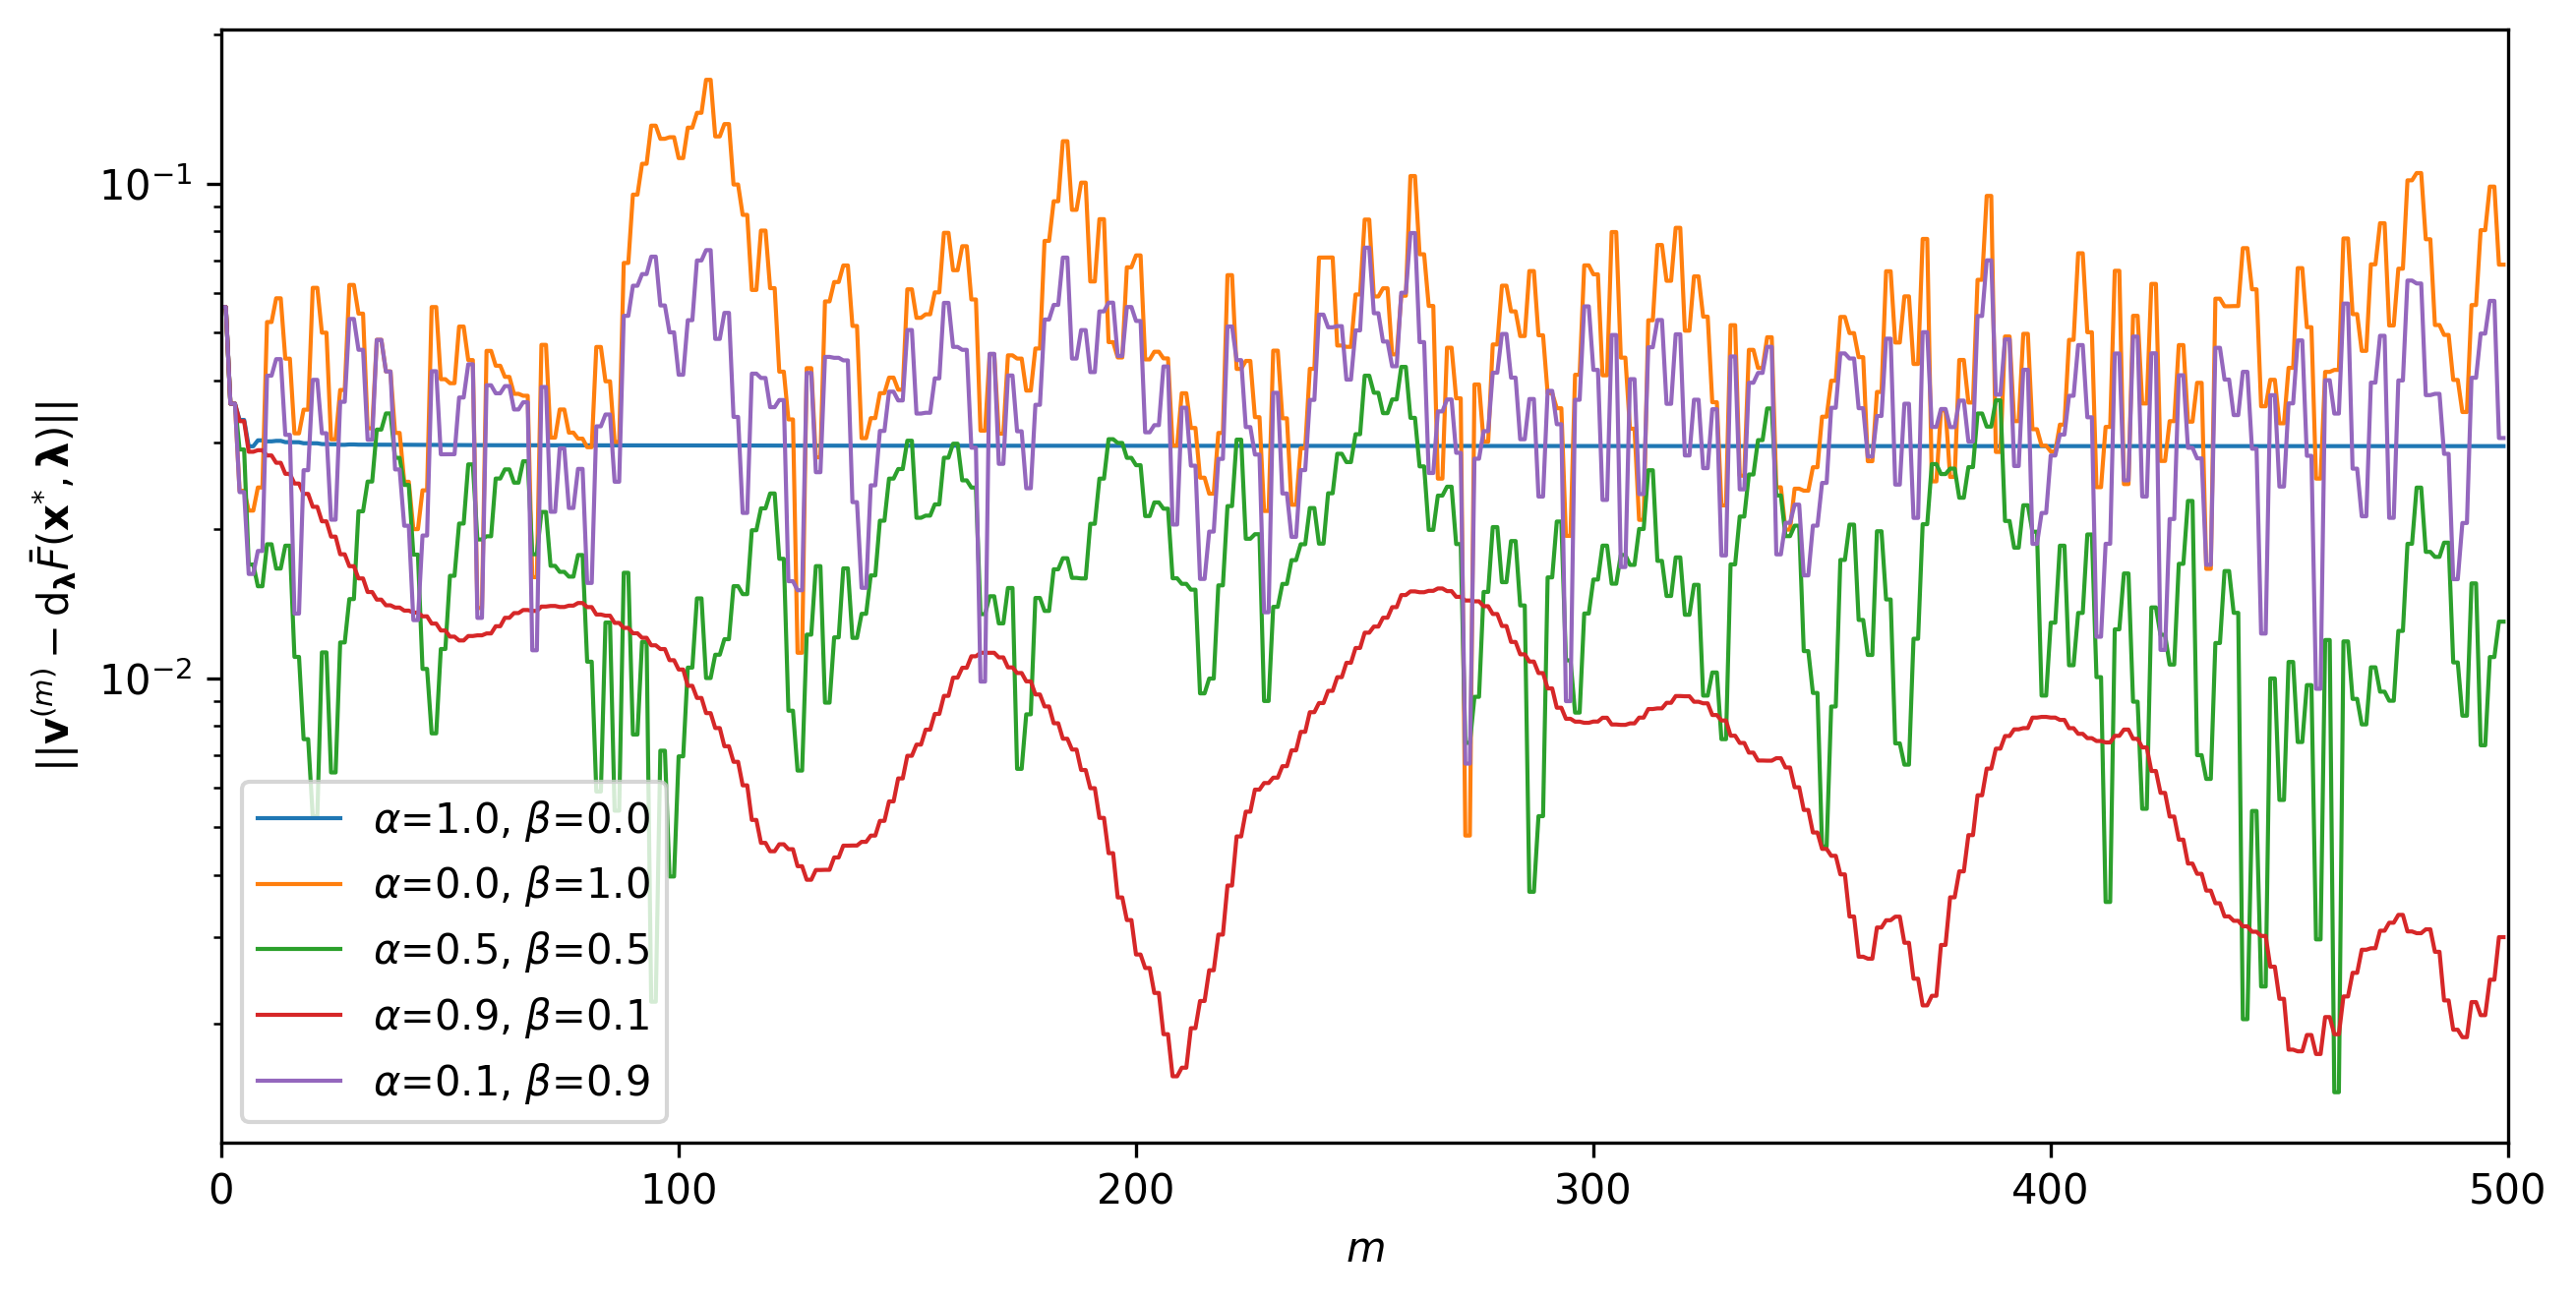 10⁻¹
10⁻²
||𝐯⁽ᵐ⁾ − d_𝛌 F̄(𝐱*, 𝛌)||
α=1.0, β=0.0
α=0.0, β=1.0
α=0.5, β=0.5
α=0.9, β=0.1
α=0.1, β=0.9
0 100 200 300 400 500
m